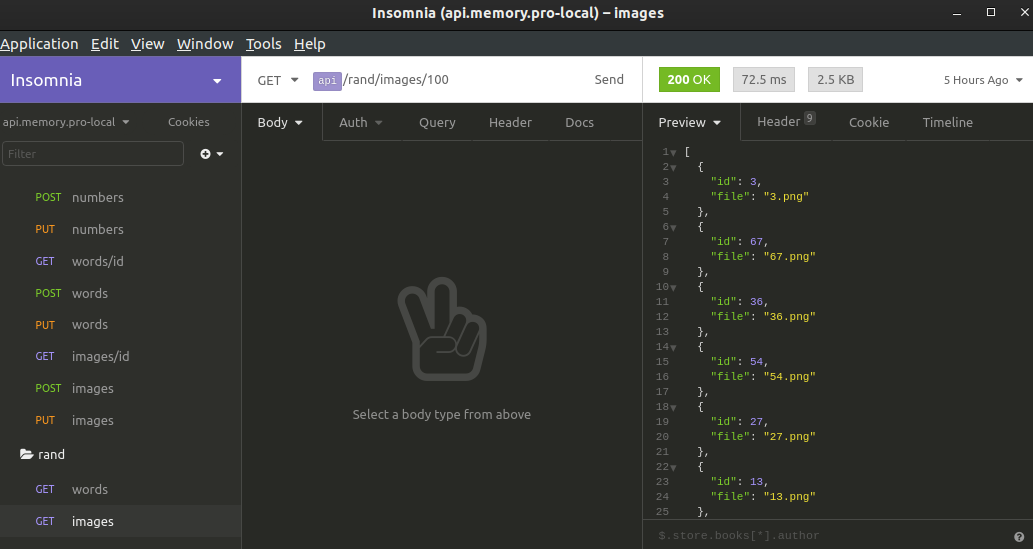 Insomnia (api.memory.pro-local) – images
Application Edit View Window Tools Help
Insomnia
GET api/rand/images/100 Send
200 OK 72.5 ms 2.5 KB 5 Hours Ago
api.memory.pro-local Cookies
Filter
POST numbers
PUT numbers
GET words/id
POST words
PUT words
GET images/id
POST images
PUT images
rand
GET words
GET images
Body Auth Query Header Docs
Select a body type from above
Preview Header 9 Cookie Timeline
1 [
2 {
3 "id": 3,
4 "file": "3.png"
5 },
6 {
7 "id": 67,
8 "file": "67.png"
9 },
10 {
11 "id": 36,
12 "file": "36.png"
13 },
14 {
15 "id": 54,
16 "file": "54.png"
17 },
18 {
19 "id": 27,
20 "file": "27.png"
21 },
22 {
23 "id": 13,
24 "file": "13.png"
25 },
$.store.books[*].author